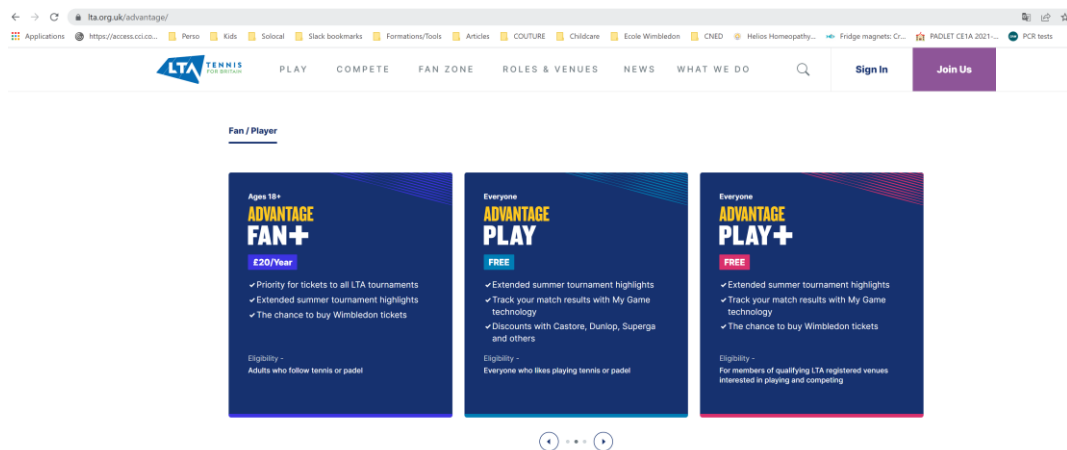 lta.org.uk/advantage/
Applications https://access.cci.co... Perso Kids Solocal Slack bookmarks Formations/Tools Articles COUTURE Childcare Ecole Wimbledon CNED Helios Homeopathy... Fridge magnets: Cr... PADLET CE1A 2021-... PCR tests
LTA TENNIS FOR BRITAIN PLAY COMPETE FAN ZONE ROLES & VENUES NEWS WHAT WE DO Sign In Join Us
Fan / Player
Ages 18+
ADVANTAGE
FAN+
£20/Year
✓Priority for tickets to all LTA tournaments
✓Extended summer tournament highlights
✓The chance to buy Wimbledon tickets
Eligibility -
Adults who follow tennis or padel
Everyone
ADVANTAGE
PLAY
FREE
✓Extended summer tournament highlights
✓Track your match results with My Game
technology
✓Discounts with Castore, Dunlop, Superga
and others
Eligibility -
Everyone who likes playing tennis or padel
Everyone
ADVANTAGE
PLAY+
FREE
✓Extended summer tournament highlights
✓Track your match results with My Game
technology
✓The chance to buy Wimbledon tickets
Eligibility -
For members of qualifying LTA registered venues
interested in playing and competing